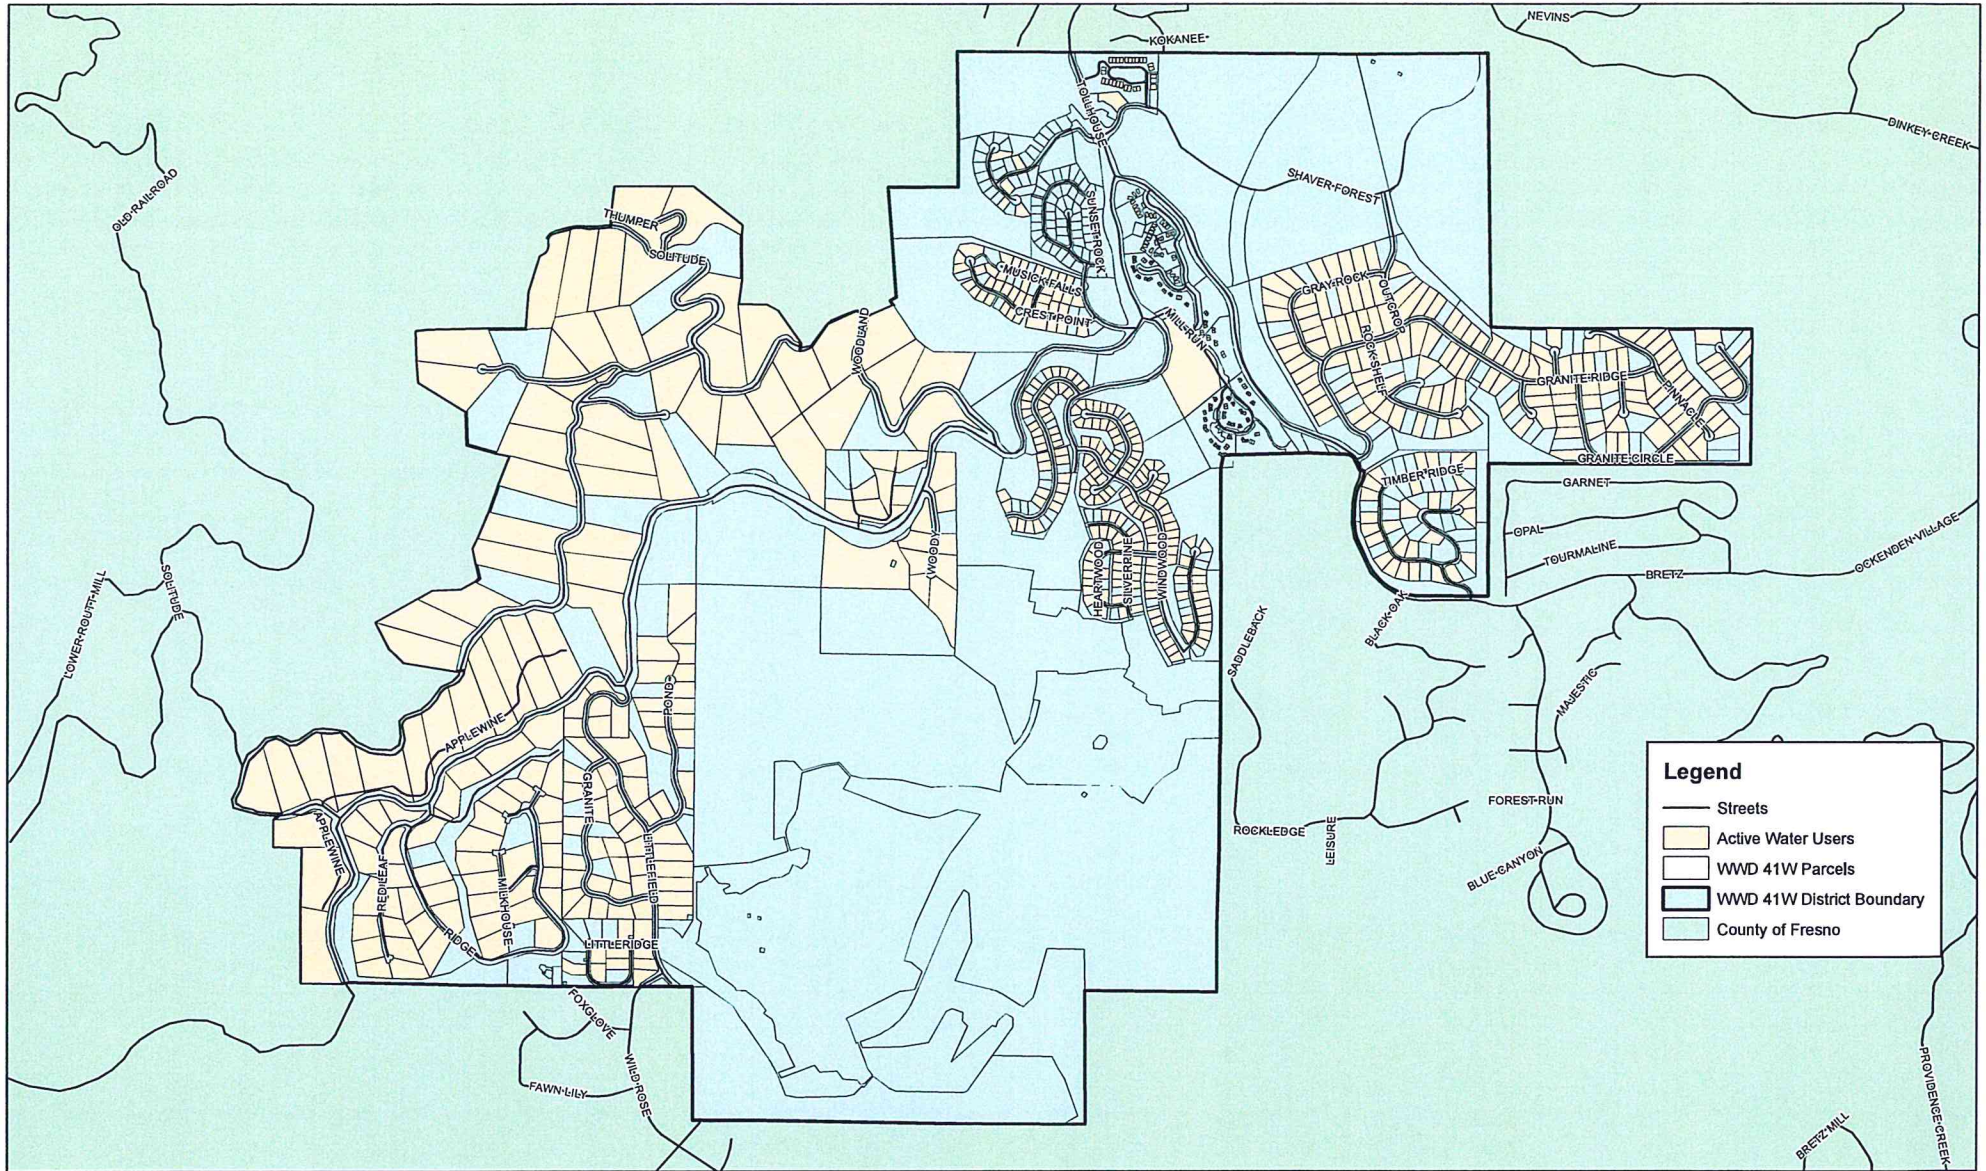 NEVINS
KOKANEE
TOLLHOUSE
DINKEY CREEK
OLD RAILROAD
SHAVER FOREST
THUMPER
SOLITUDE
SUNSET ROCK
MUSICK FALLS
CREST POINT
GRAY ROCK
OUTCROP
WOODLAND
MILL RUN
ROCK SHELF
GRANITE RIDGE
PINNACLE
GRANITE CIRCLE
TIMBER RIDGE
GARNET
OPAL
TOURMALINE
BRETZ
OCKENDEN VILLAGE
WOODY
HEARTWOOD
SILVERPINE
WINDWOOD
LOWER ROUTT MILL
SOLITUDE
BLACK OAK
SADDLEBACK
MAJESTIC
POND
APPLEWINE
GRANITE
APPLEWINE
REDLEAF
MILKHOUSE
LITTLEFIELD
RIDGE
LITTLERIDGE
ROCKLEDGE
LEISURE
FOREST RUN
BLUE CANYON
FOXGLOVE
FAWN LILY
WILD ROSE
PROVIDENCE CREEK
BRETZ MILL
Legend
Streets
Active Water Users
WWD 41W Parcels
WWD 41W District Boundary
County of Fresno